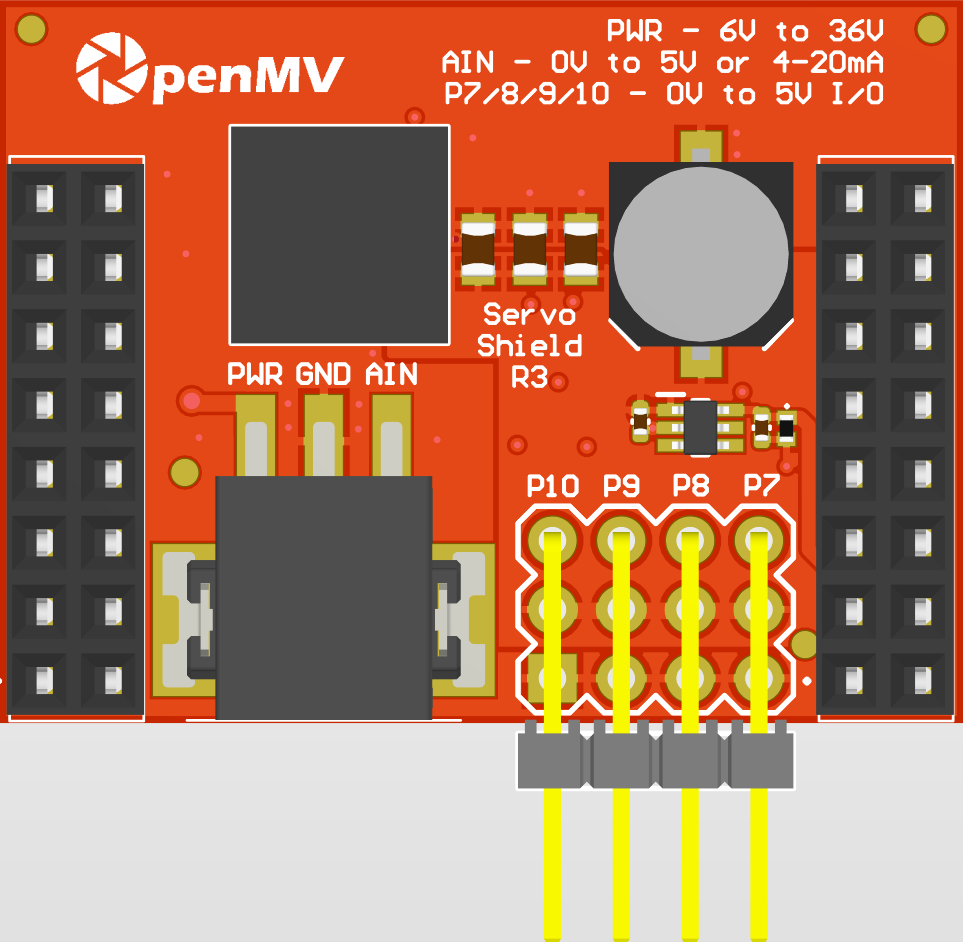 OpenMV
PWR - 6V to 36V
AIN - 0V to 5V or 4-20mA
P7/8/9/10 - 0V to 5V I/O
Servo
Shield
R3
PWR GND AIN
P10 P9 P8 P7